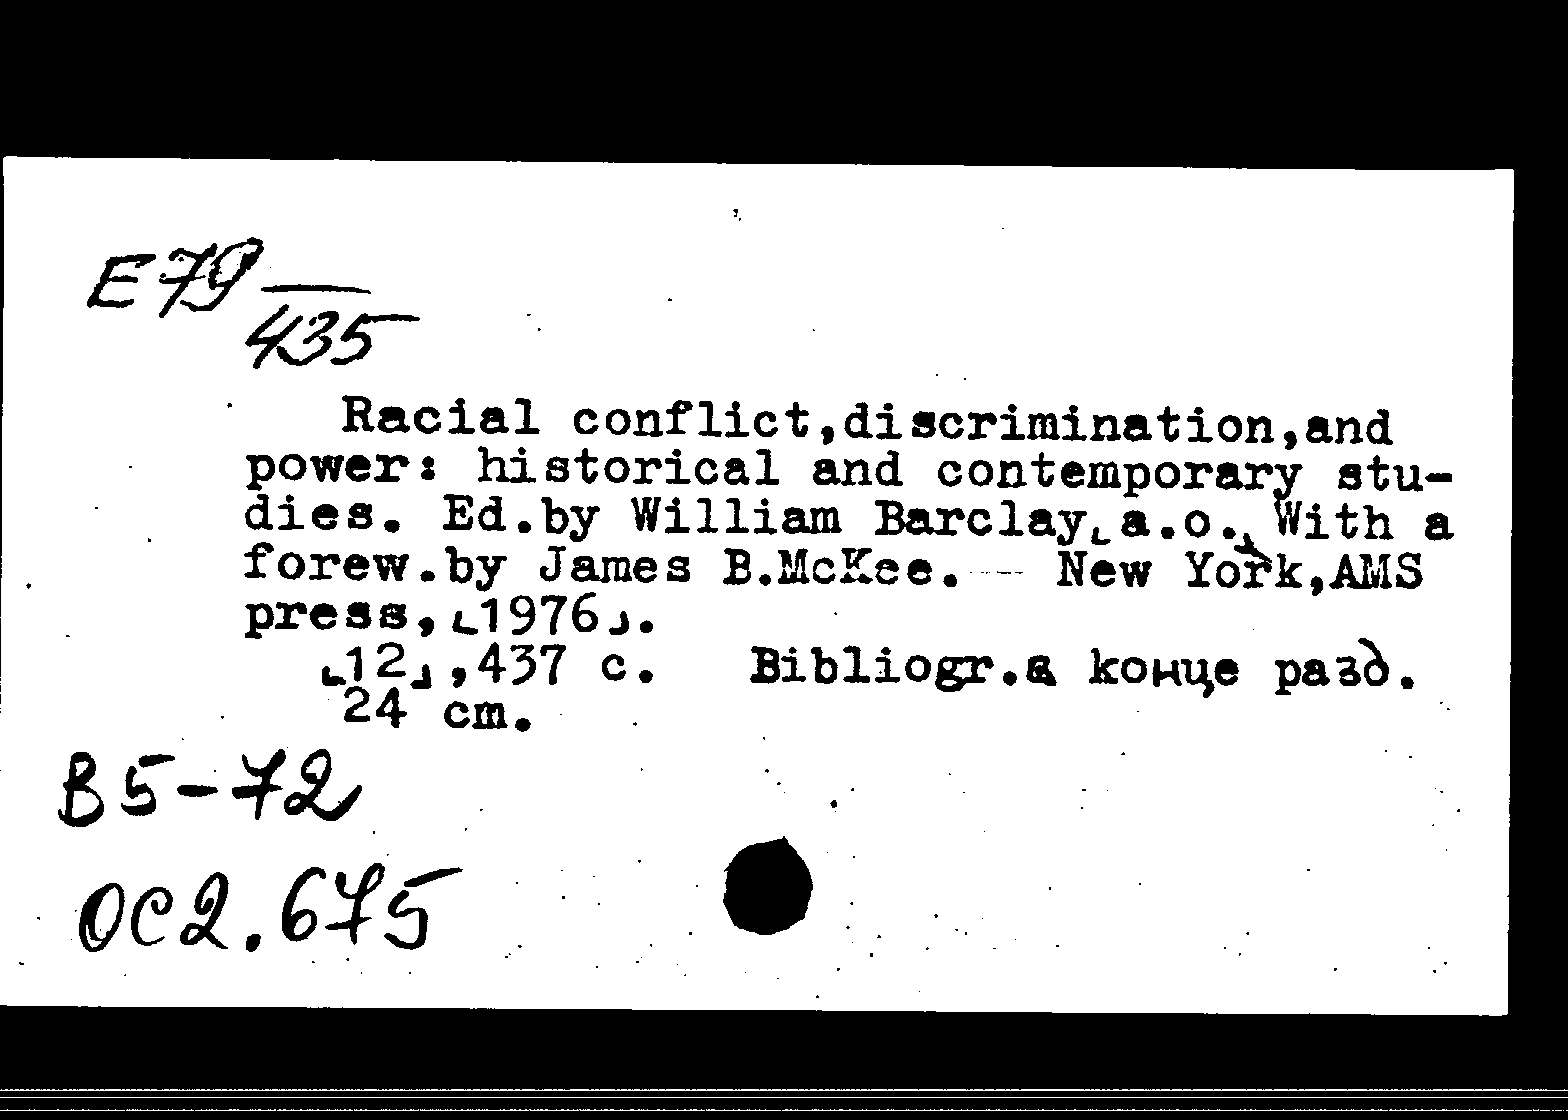 E79
435
Racial conflict,discrimination,and
power: historical and contemporary stu-
dies. Ed.by William Barclay ⌞a.o.⌟ With a
forew.by James B.McKee. — New York,AMS
press,⌞1976⌟.
⌞12⌟,437 c. Bibliogr.в конце разд.
24 cm.
B5-72
OC2.675